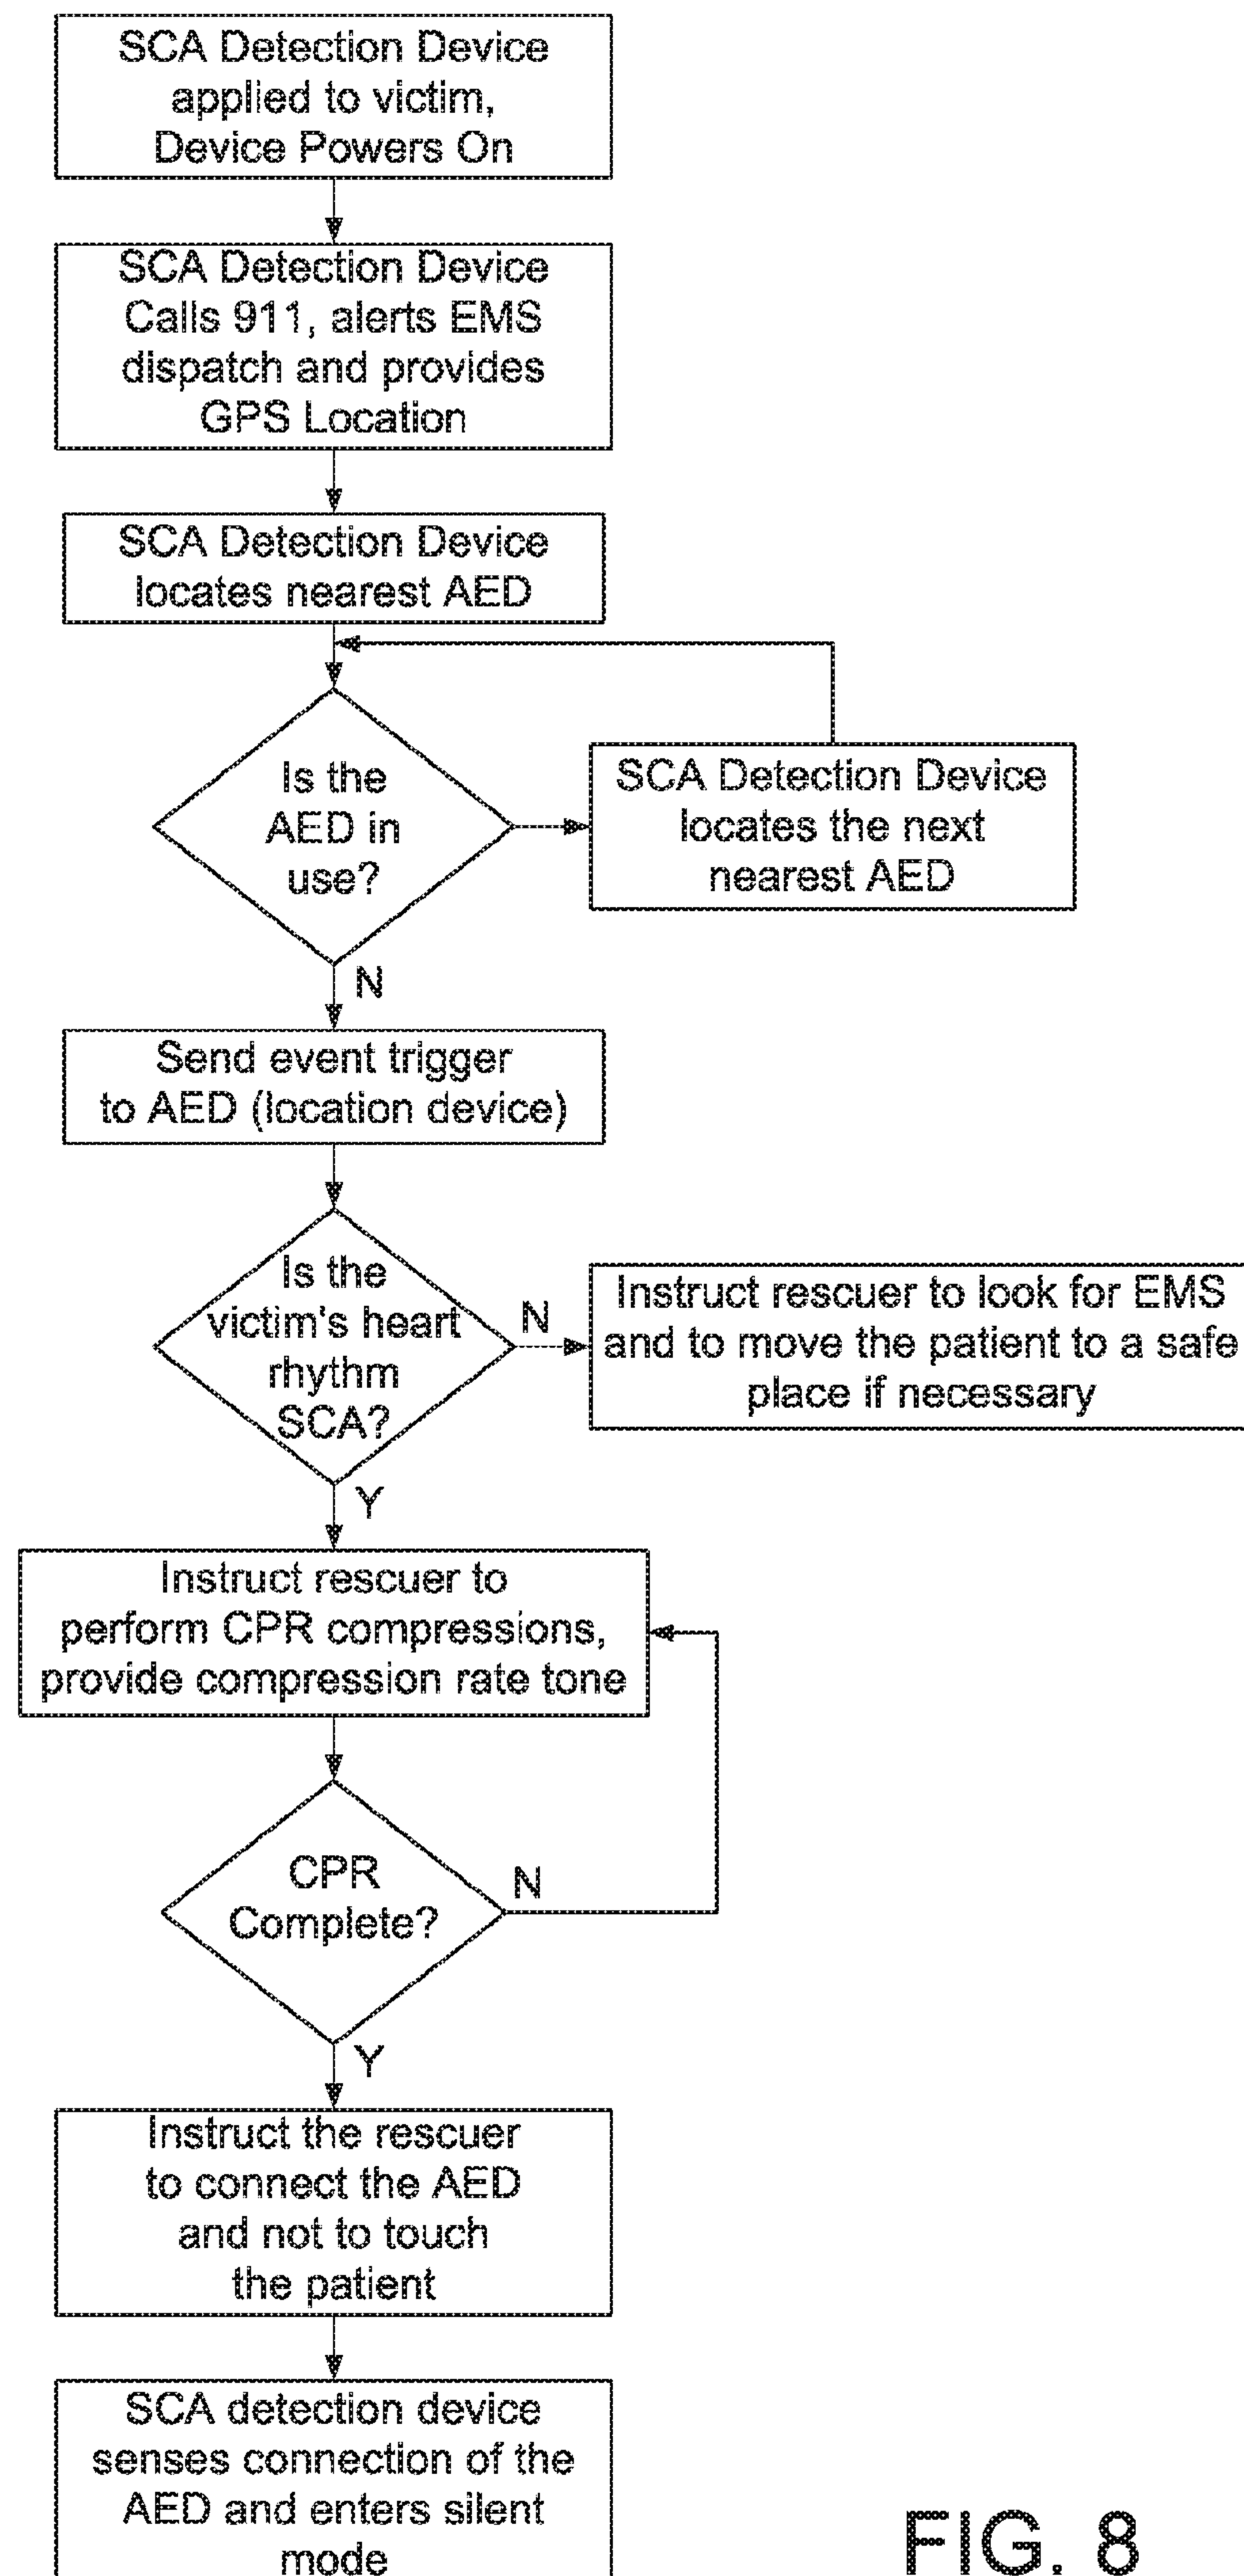 SCA Detection Device
applied to victim,
Device Powers On
SCA Detection Device
Calls 911, alerts EMS
dispatch and provides
GPS Location
SCA Detection Device
locates nearest AED
Is the
AED in
use?
SCA Detection Device
locates the next
nearest AED
N
Send event trigger
to AED (location device)
Is the
victim's heart
rhythm
SCA?
N
Instruct rescuer to look for EMS
and to move the patient to a safe
place if necessary
Y
Instruct rescuer to
perform CPR compressions,
provide compression rate tone
CPR
Complete?
N
Y
Instruct the rescuer
to connect the AED
and not to touch
the patient
SCA detection device
senses connection of the
AED and enters silent
mode
FIG. 8